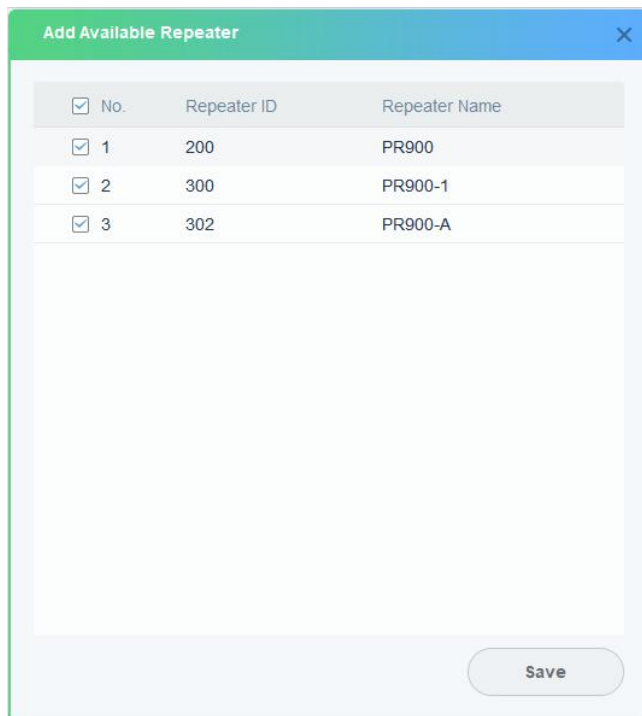 Add Available Repeater
No. Repeater ID Repeater Name
1 200 PR900
2 300 PR900-1
3 302 PR900-A
Save